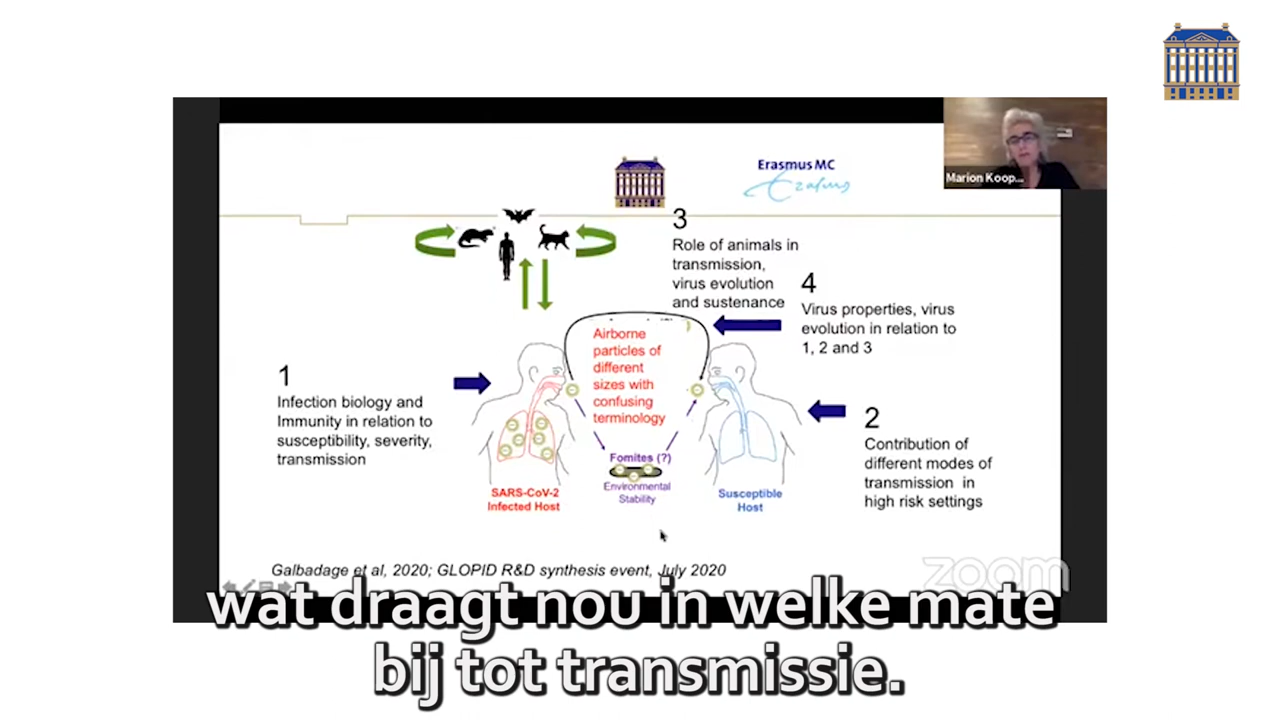 Erasmus MC
Erasmus
Marion Koop...
3
Role of animals in
transmission,
virus evolution
and sustenance
4
Virus properties, virus
evolution in relation to
1, 2 and 3
Airborne
particles of
different
sizes with
confusing
terminology
1
Infection biology and
Immunity in relation to
susceptibility, severity,
transmission
2
Contribution of
different modes of
transmission in
high risk settings
Fomites (?)
Environmental
Stability
SARS-CoV-2
Infected Host
Susceptible
Host
Galbadage et al, 2020; GLOPID R&D synthesis event, July 2020
zoom
wat draagt nou in welke mate
bij tot transmissie.